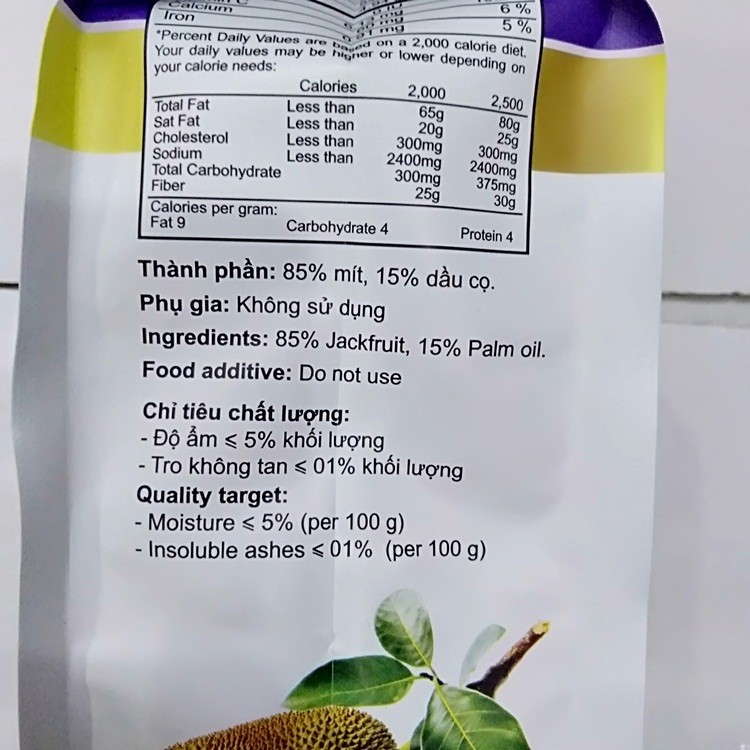 Calcium 6 %
Iron 5 %
*Percent Daily Values are based on a 2,000 calorie diet.
Your daily values may be higher or lower depending on
your calorie needs:
Calories 2,000 2,500
Total Fat Less than 65g 80g
Sat Fat Less than 20g 25g
Cholesterol Less than 300mg 300mg
Sodium Less than 2400mg 2400mg
Total Carbohydrate 300mg 375mg
Fiber 25g 30g
Calories per gram:
Fat 9 Carbohydrate 4 Protein 4
Thành phần: 85% mít, 15% dầu cọ.
Phụ gia: Không sử dụng
Ingredients: 85% Jackfruit, 15% Palm oil.
Food additive: Do not use
Chỉ tiêu chất lượng:
- Độ ẩm ⩽ 5% khối lượng
- Tro không tan ⩽ 01% khối lượng
Quality target:
- Moisture ⩽ 5% (per 100 g)
- Insoluble ashes ⩽ 01% (per 100 g)